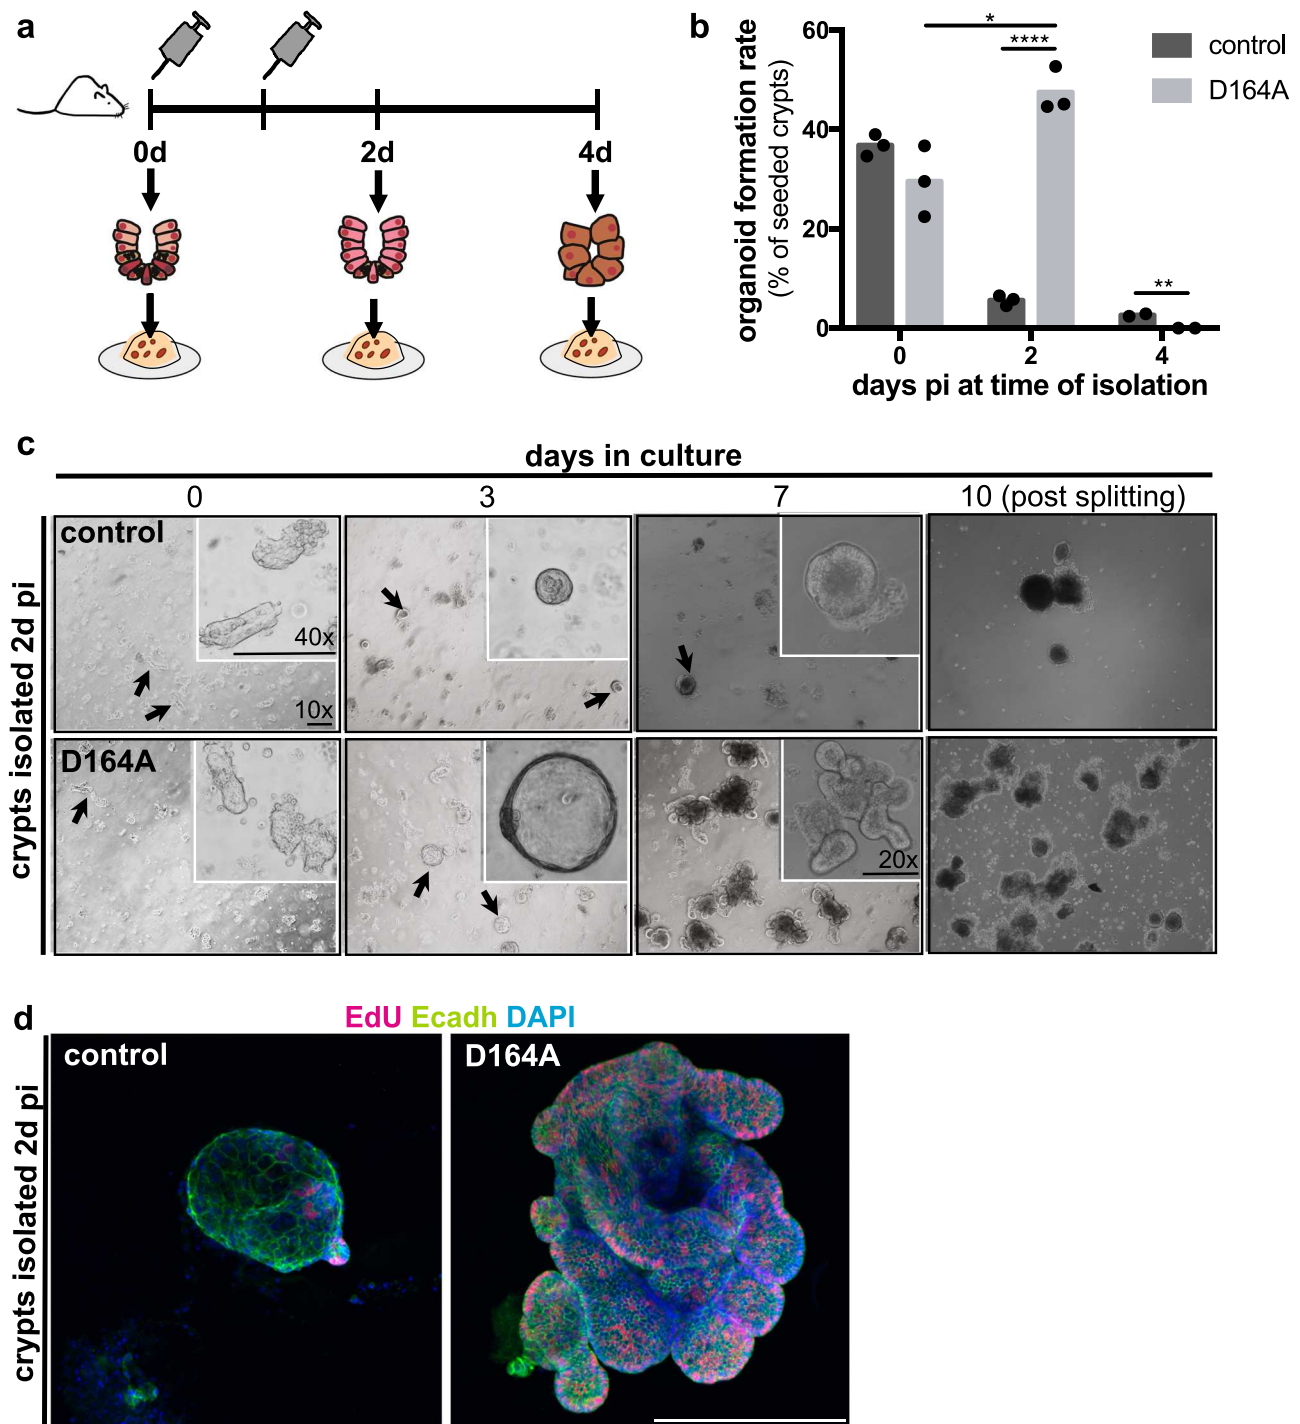 a
0d
2d
4d
b
organoid formation rate
(% of seeded crypts)
60
40
20
0
*
****
**
control
D164A
0
2
4
days pi at time of isolation
c
days in culture
0
3
7
10 (post splitting)
crypts isolated 2d pi
control
40x
10x
D164A
20x
d
EdU Ecadh DAPI
crypts isolated 2d pi
control
D164A